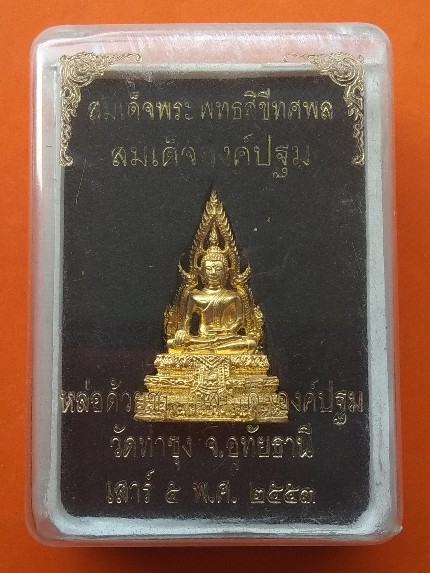 สมเด็จพระพุทธสิขีทศพล
สมเด็จองค์ปฐม
หล่อด้วย องค์ปฐม
วัดท่าซุง จ.อุทัยธานี
เสาร์ ๕ พ.ศ. ๒๕๕๓